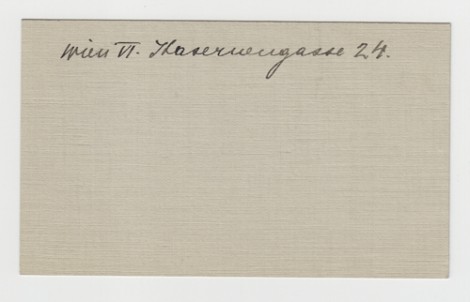 Wien VI. Kasernengasse 24.